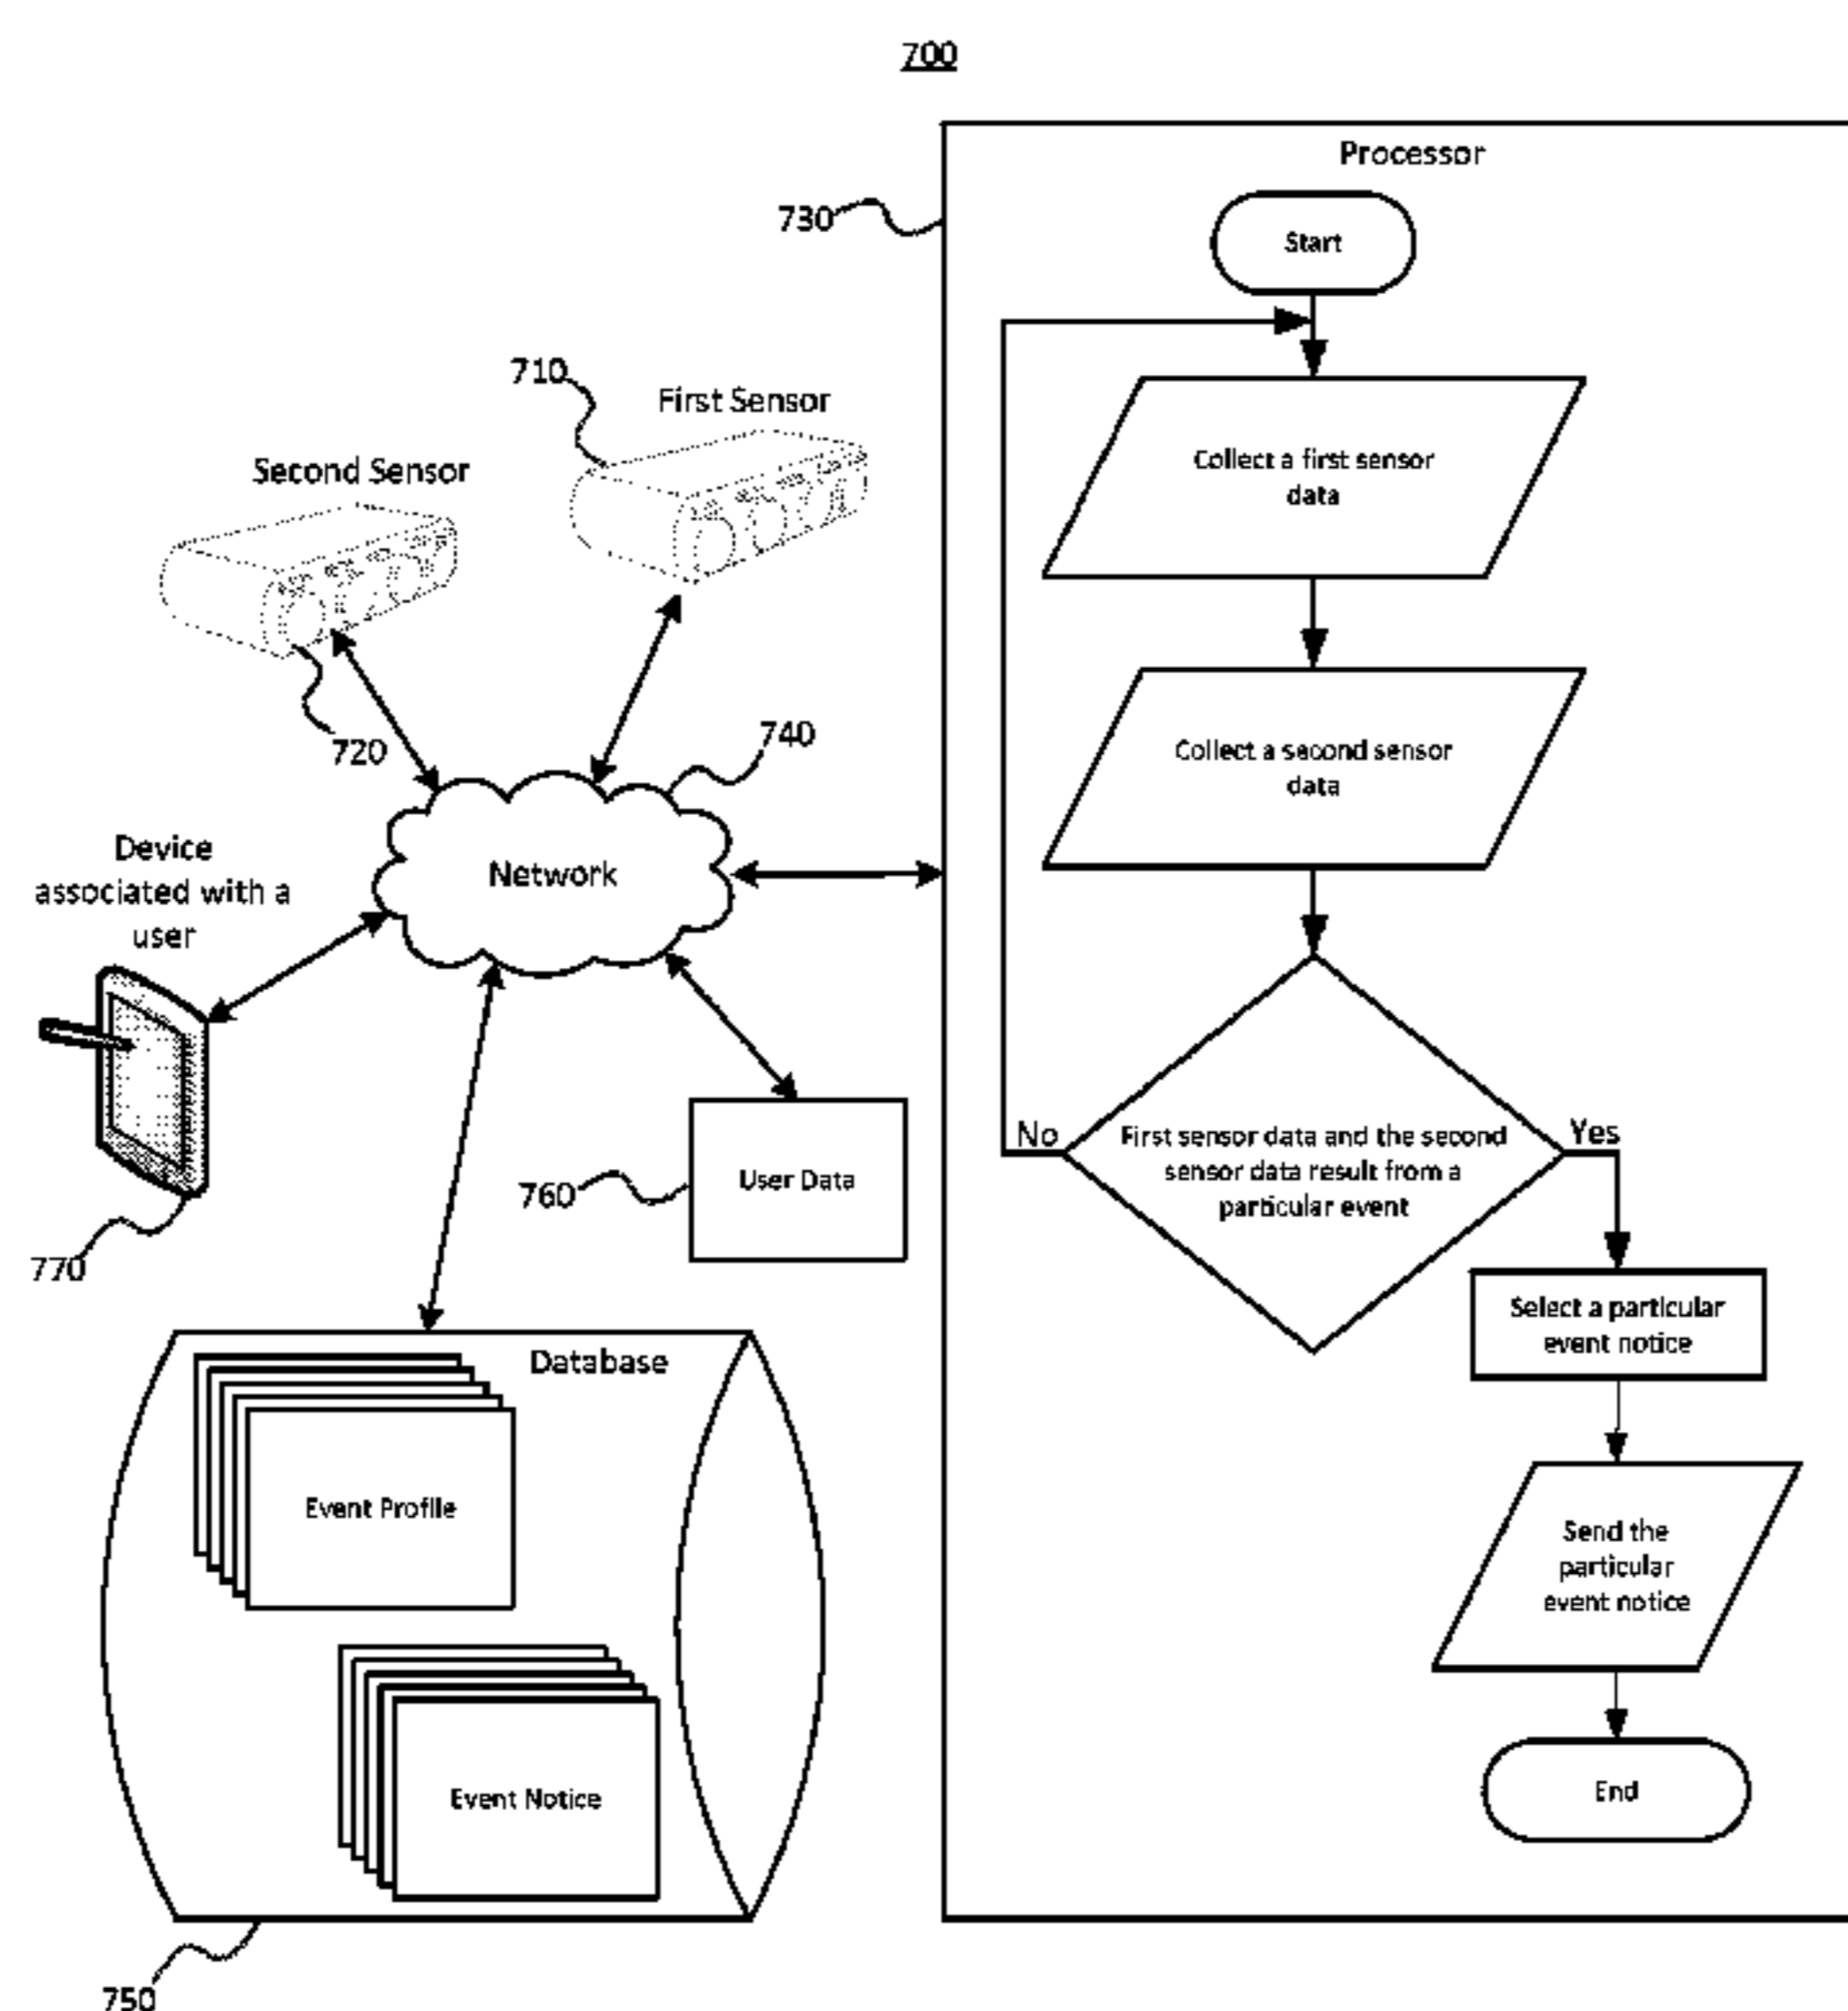 700
Processor
730
Start
710
First Sensor
Second Sensor
Collect a first sensor
data
720
740
Collect a second sensor
data
Network
Device
associated with a
user
No
First sensor data and the second
sensor data result from a
particular event
Yes
760
User Data
770
Select a particular
event notice
Database
Event Profile
Send the
particular
event notice
Event Notice
End
750